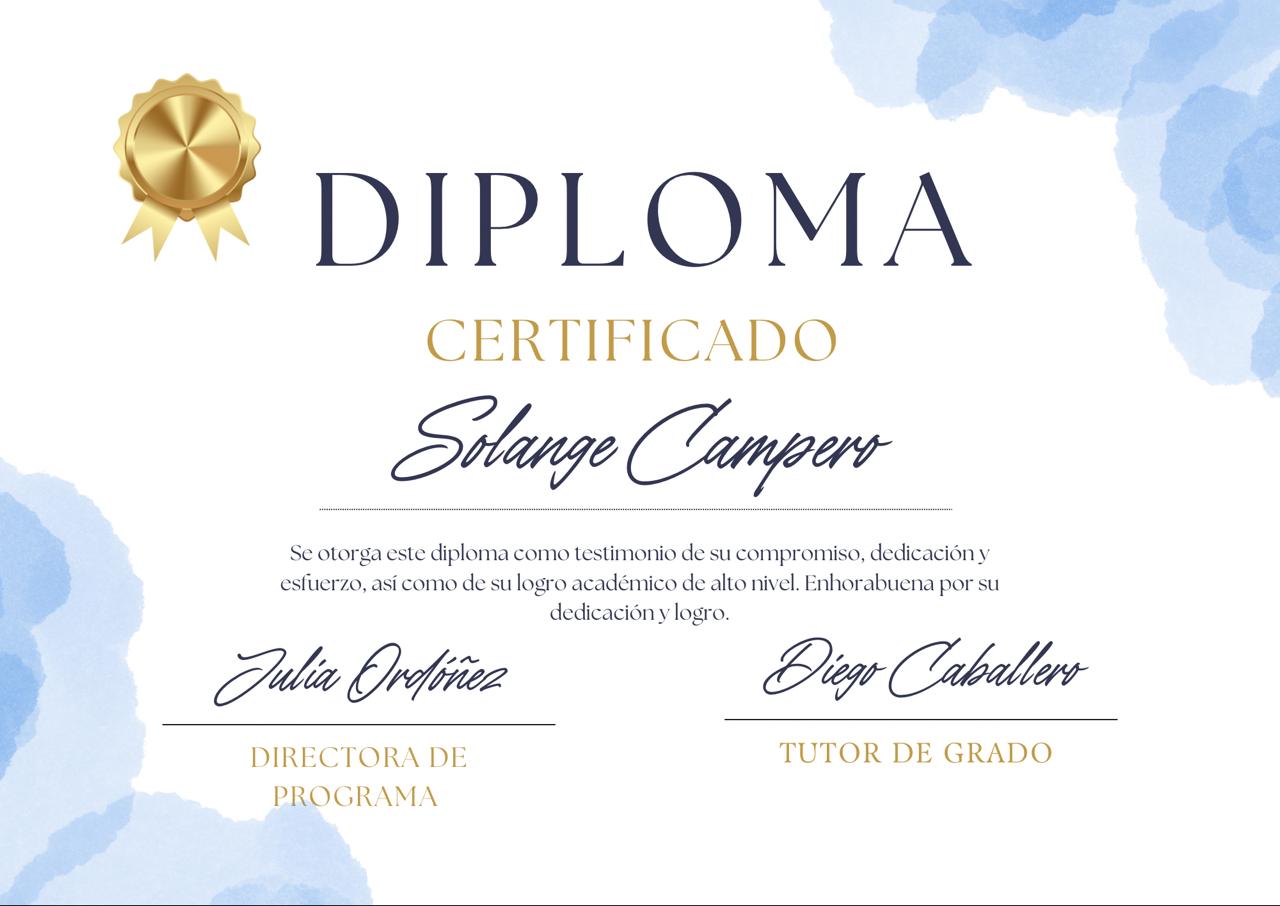 DIPLOMA
CERTIFICADO
Solange Campero
Se otorga este diploma como testimonio de su compromiso, dedicación y
esfuerzo, así como de su logro académico de alto nivel. Enhorabuena por su
dedicación y logro.
Julia Ordóñez
DIRECTORA DE
PROGRAMA
Diego Caballero
TUTOR DE GRADO